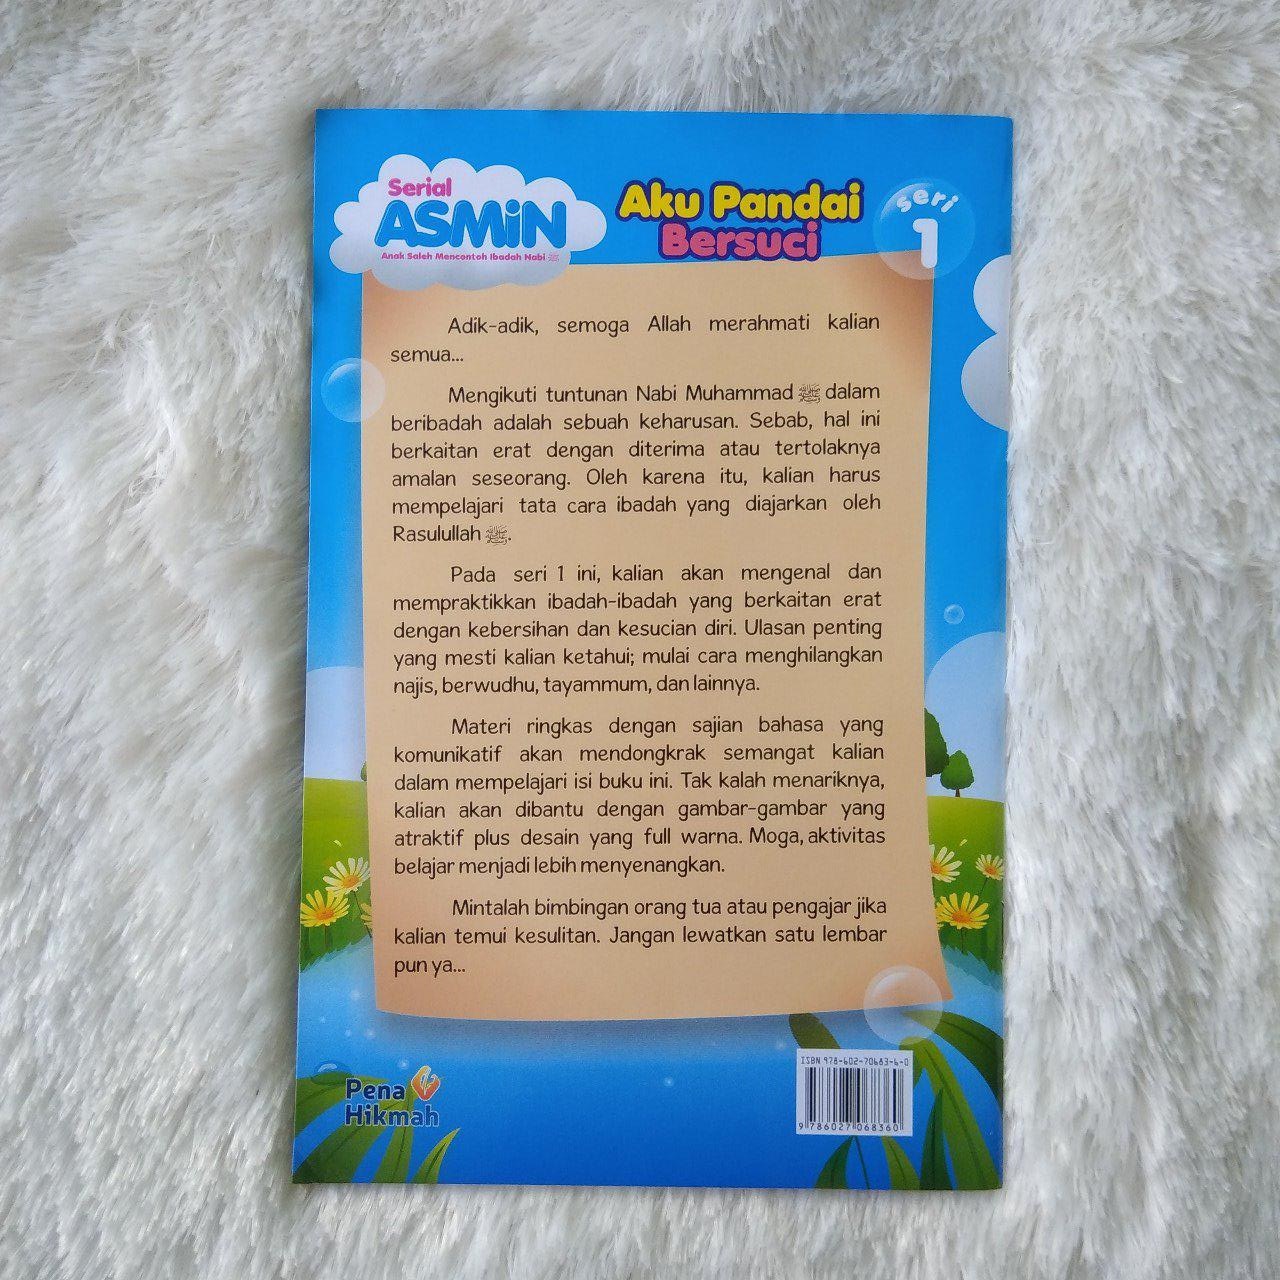 Serial
ASMiN
Anak Saleh Mencontoh Ibadah Nabi ﷺ
Aku Pandai
Bersuci
seri
1
Adik-adik, semoga Allah merahmati kalian
semua...
Mengikuti tuntunan Nabi Muhammad ﷺ dalam
beribadah adalah sebuah keharusan. Sebab, hal ini
berkaitan erat dengan diterima atau tertolaknya
amalan seseorang. Oleh karena itu, kalian harus
mempelajari tata cara ibadah yang diajarkan oleh
Rasulullah ﷺ.
Pada seri 1 ini, kalian akan mengenal dan
mempraktikkan ibadah-ibadah yang berkaitan erat
dengan kebersihan dan kesucian diri. Ulasan penting
yang mesti kalian ketahui; mulai cara menghilangkan
najis, berwudhu, tayammum, dan lainnya.
Materi ringkas dengan sajian bahasa yang
komunikatif akan mendongkrak semangat kalian
dalam mempelajari isi buku ini. Tak kalah menariknya,
kalian akan dibantu dengan gambar-gambar yang
atraktif plus desain yang full warna. Moga, aktivitas
belajar menjadi lebih menyenangkan.
Mintalah bimbingan orang tua atau pengajar jika
kalian temui kesulitan. Jangan lewatkan satu lembar
pun ya...
Pena
Hikmah
ISBN 978-602-70683-6-0
9 786027 068360